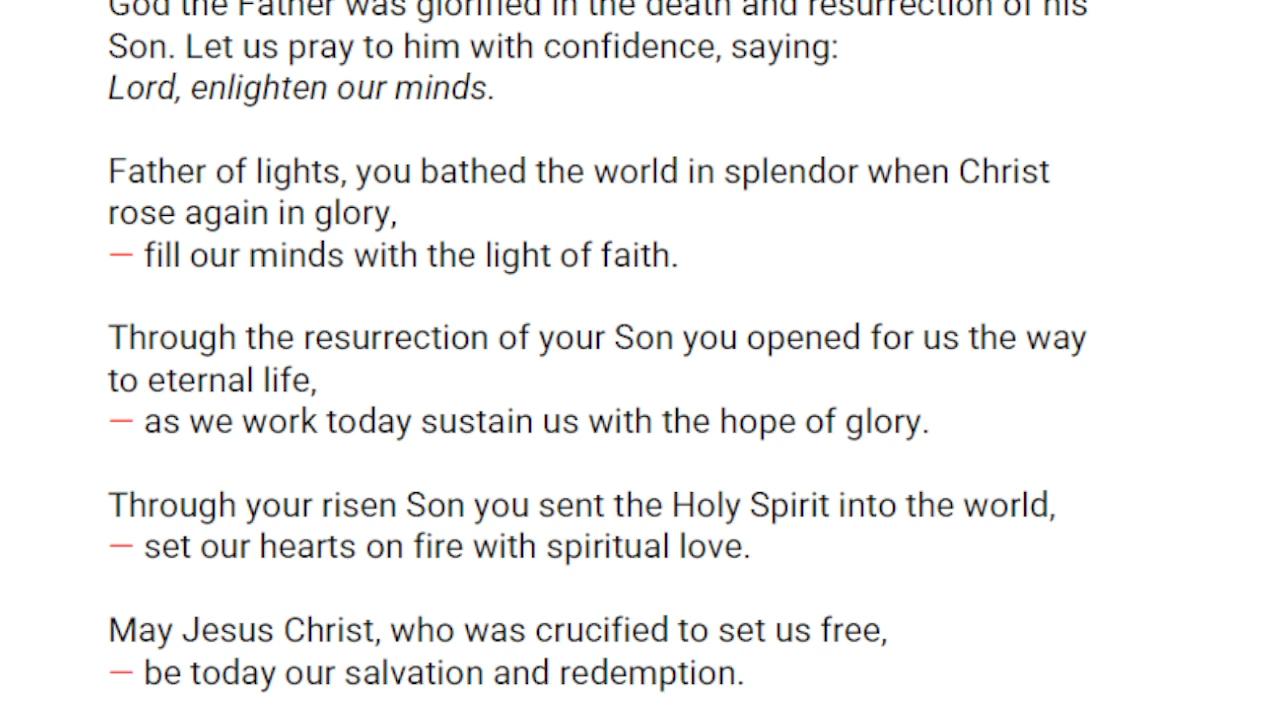 God the Father was glorified in the death and resurrection of his
Son. Let us pray to him with confidence, saying:
Lord, enlighten our minds.
Father of lights, you bathed the world in splendor when Christ
rose again in glory,
— fill our minds with the light of faith.
Through the resurrection of your Son you opened for us the way
to eternal life,
— as we work today sustain us with the hope of glory.
Through your risen Son you sent the Holy Spirit into the world,
— set our hearts on fire with spiritual love.
May Jesus Christ, who was crucified to set us free,
— be today our salvation and redemption.